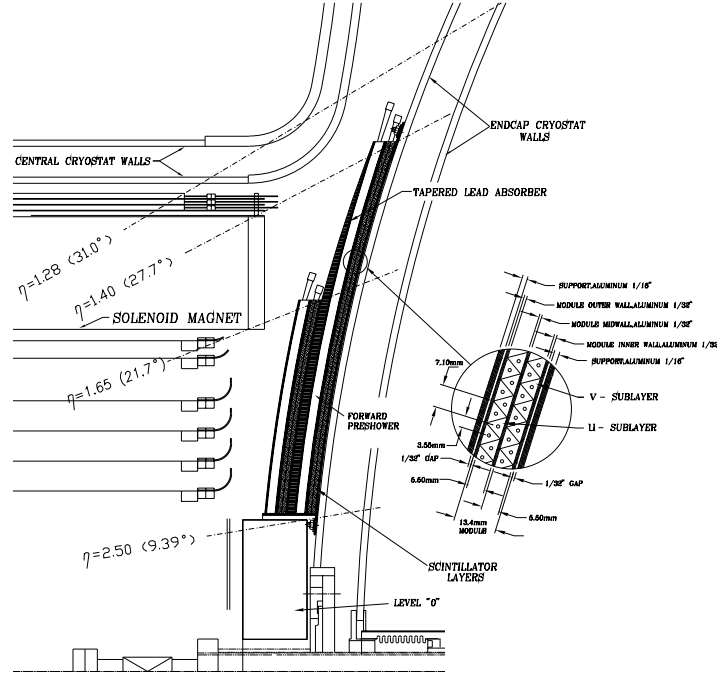 ENDCAP CRYOSTAT
WALLS
CENTRAL CRYOSTAT WALLS
TAPERED LEAD ABSORBER
η=1.28 (31.0°)
η=1.40 (27.7°)
SOLENOID MAGNET
η=1.65 (21.7°)
SUPPORT,ALUMINUM 1/16"
MODULE OUTER WALL,ALUMINUM 1/32"
MODULE MIDWALL,ALUMINUM 1/32"
MODULE INNER WALL,ALUMINUM 1/32
SUPPORT,ALUMINUM 1/16"
7.10mm
V - SUBLAYER
U - SUBLAYER
FORWARD
PRESHOWER
3.55mm
1/32" GAP
1/32" GAP
5.50mm
5.50mm
13.4mm
MODULE
η=2.50 (9.39°)
SCINTILLATOR
LAYERS
LEVEL "0"